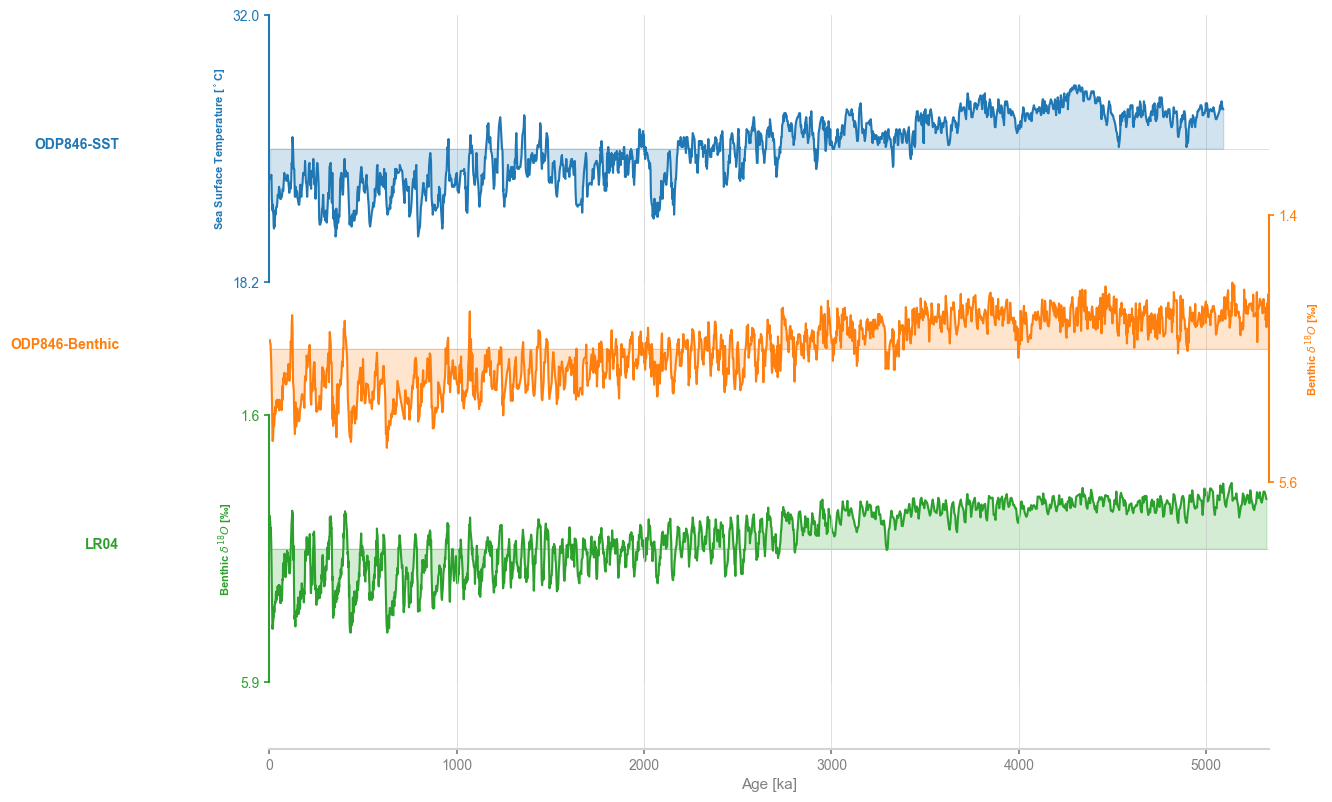 32.0
Sea Surface Temperature [°C]
ODP846-SST
18.2
1.4
ODP846-Benthic
Benthic δ18O [‰]
5.6
1.6
LR04
Benthic δ18O [‰]
5.9
0 1000 2000 3000 4000 5000
Age [ka]